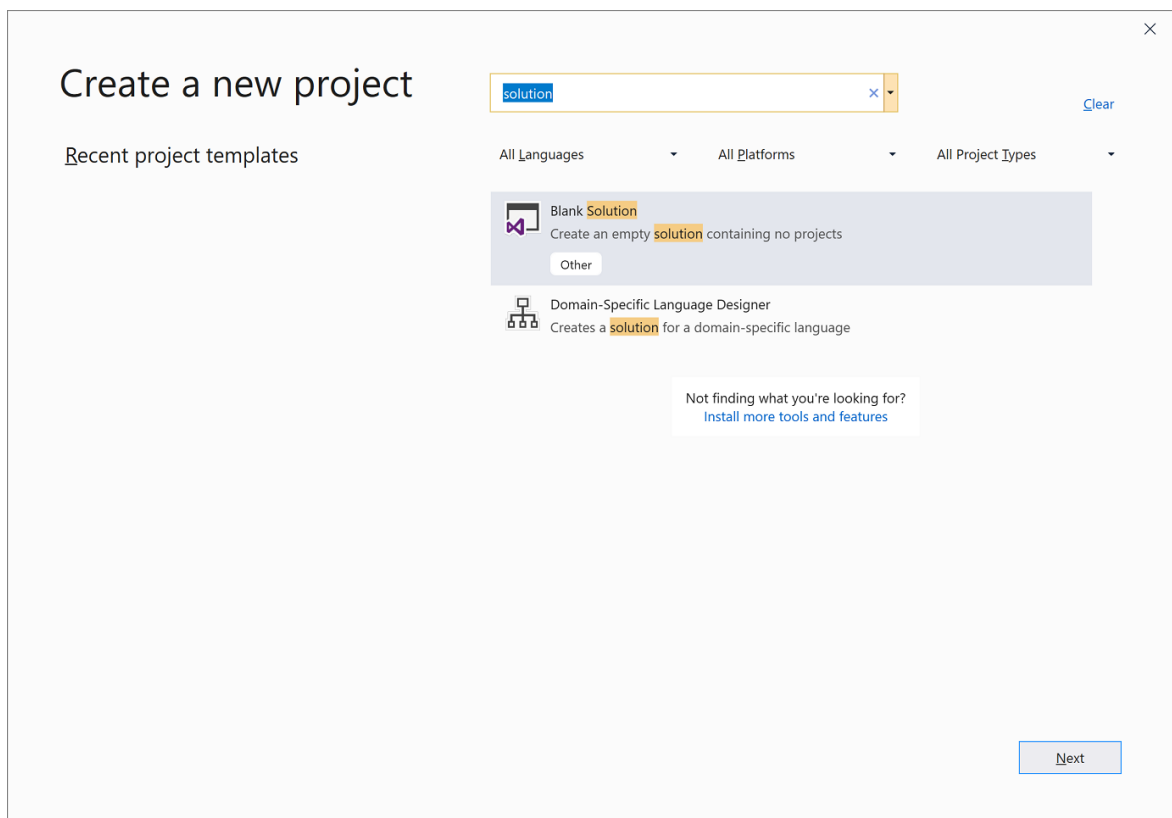 Create a new project
solution
Clear
Recent project templates
All Languages
All Platforms
All Project Types
Blank Solution
Create an empty solution containing no projects
Other
Domain-Specific Language Designer
Creates a solution for a domain-specific language
Not finding what you're looking for?
Install more tools and features
Next